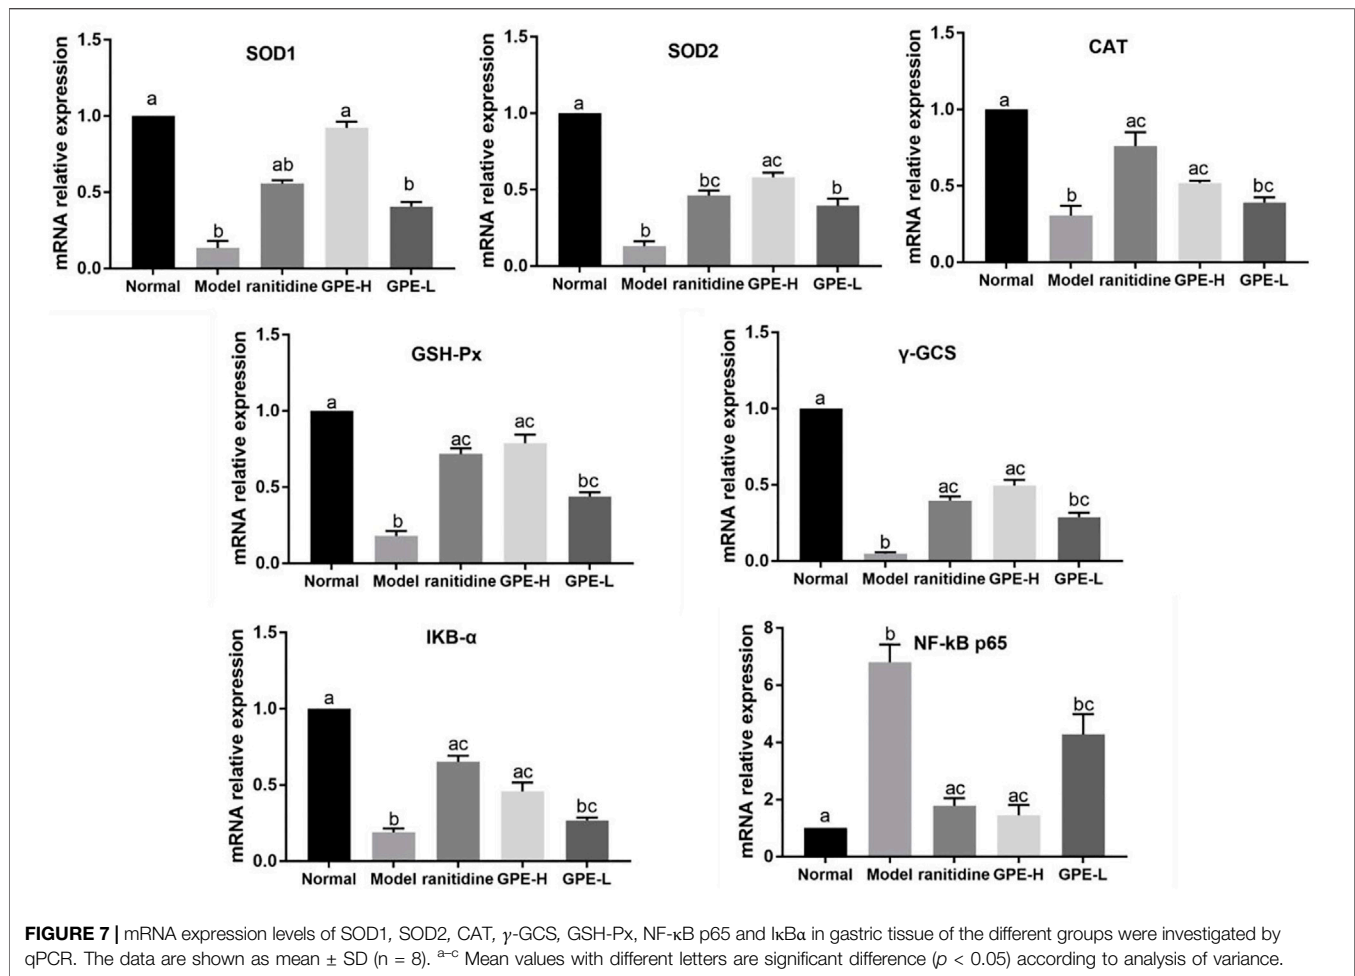 SOD1
mRNA relative expression
1.5
1.0
0.5
0.0
a
b
ab
a
b
Normal Model ranitidine GPE-H GPE-L
SOD2
mRNA relative expression
1.5
1.0
0.5
0.0
a
b
bc
ac
b
Normal Model ranitidine GPE-H GPE-L
CAT
mRNA relative expression
1.5
1.0
0.5
0.0
a
b
ac
ac
bc
Normal Model ranitidine GPE-H GPE-L
GSH-Px
mRNA relative expression
1.5
1.0
0.5
0.0
a
b
ac
ac
bc
Normal Model ranitidine GPE-H GPE-L
γ-GCS
mRNA relative expression
1.5
1.0
0.5
0.0
a
b
ac
ac
bc
Normal Model ranitidine GPE-H GPE-L
IKB-α
mRNA relative expression
1.5
1.0
0.5
0.0
a
b
ac
ac
bc
Normal Model ranitidine GPE-H GPE-L
NF-kB p65
mRNA relative expression
8
6
4
2
0
a
b
ac
ac
bc
Normal Model ranitidine GPE-H GPE-L
FIGURE 7 | mRNA expression levels of SOD1, SOD2, CAT, γ-GCS, GSH-Px, NF-κB p65 and IκBα in gastric tissue of the different groups were investigated by
qPCR. The data are shown as mean ± SD (n = 8). a–c Mean values with different letters are significant difference (p < 0.05) according to analysis of variance.